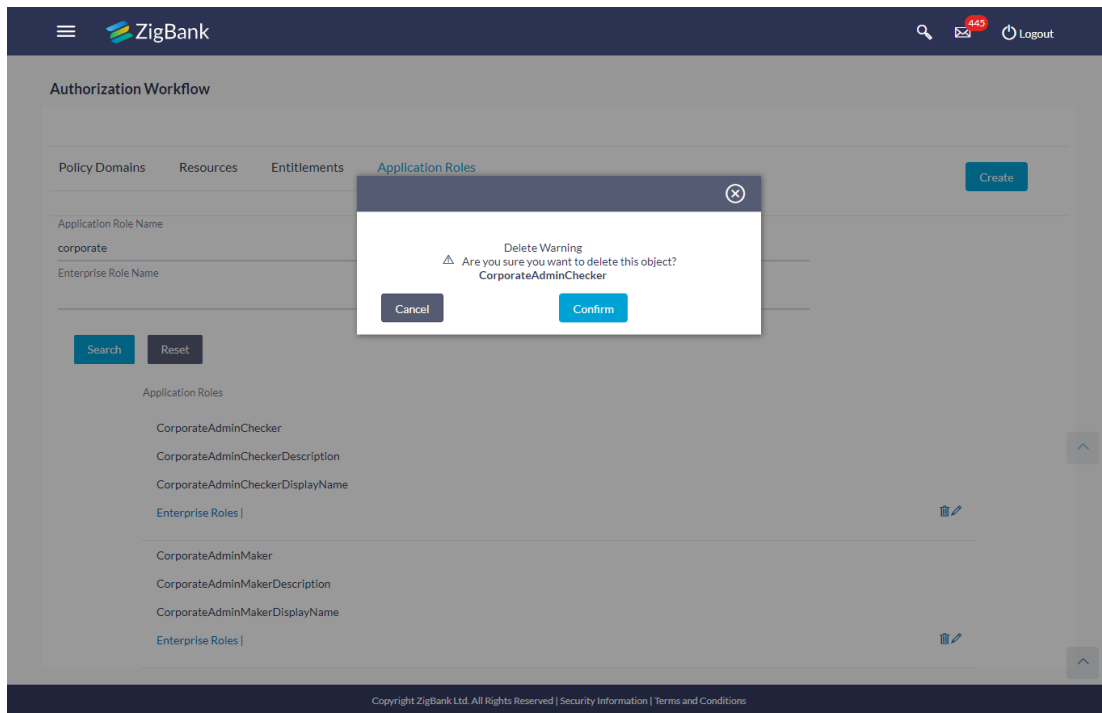 ZigBank
445
Logout
Authorization Workflow
Policy Domains Resources Entitlements Application Roles
Create
Application Role Name
corporate
Enterprise Role Name
Delete Warning
Are you sure you want to delete this object?
CorporateAdminChecker
Cancel Confirm
Search Reset
Application Roles
CorporateAdminChecker
CorporateAdminCheckerDescription
CorporateAdminCheckerDisplayName
Enterprise Roles |
CorporateAdminMaker
CorporateAdminMakerDescription
CorporateAdminMakerDisplayName
Enterprise Roles |
Copyright ZigBank Ltd. All Rights Reserved | Security Information | Terms and Conditions